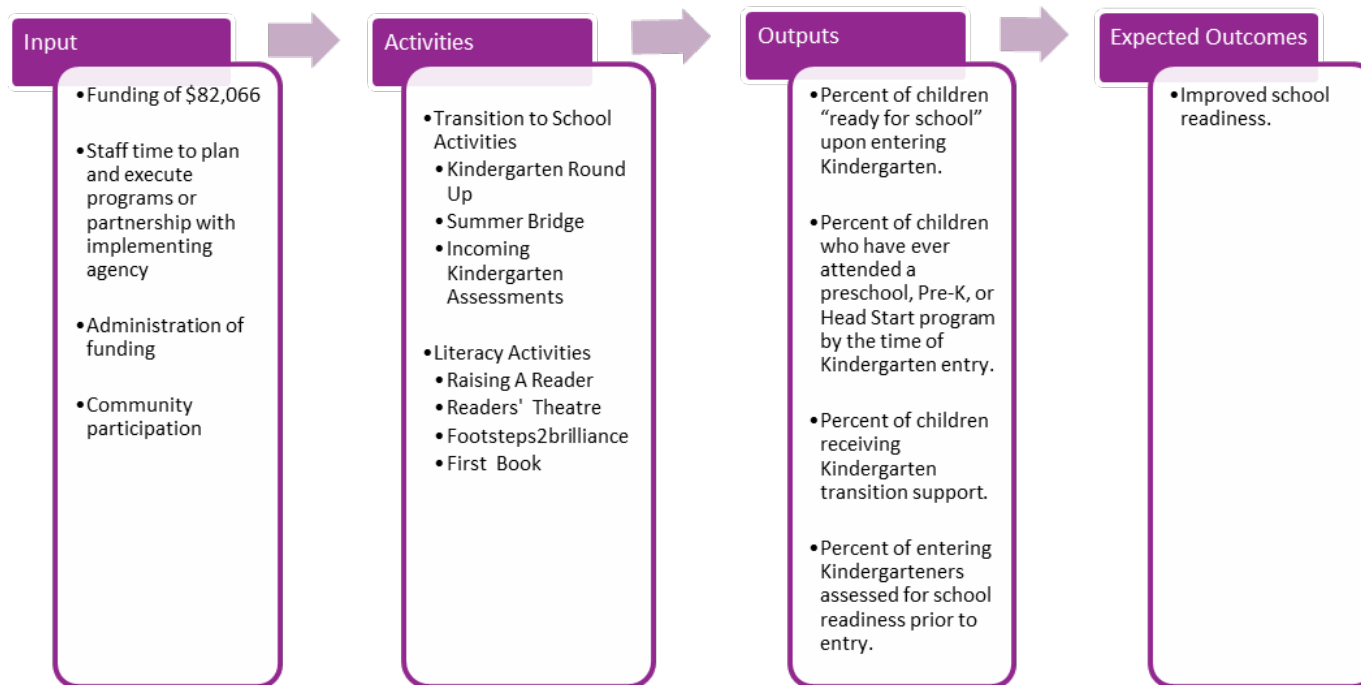 Input
•Funding of $82,066
•Staff time to plan
and execute
programs or
partnership with
implementing
agency
•Administration of
funding
•Community
participation
Activities
•Transition to School
Activities
•Kindergarten Round
Up
•Summer Bridge
•Incoming
Kindergarten
Assessments
•Literacy Activities
•Raising A Reader
•Readers' Theatre
•Footsteps2brilliance
•First Book
Outputs
•Percent of children
“ready for school”
upon entering
Kindergarten.
•Percent of children
who have ever
attended a
preschool, Pre-K, or
Head Start program
by the time of
Kindergarten entry.
•Percent of children
receiving
Kindergarten
transition support.
•Percent of entering
Kindergarteners
assessed for school
readiness prior to
entry.
Expected Outcomes
•Improved school
readiness.